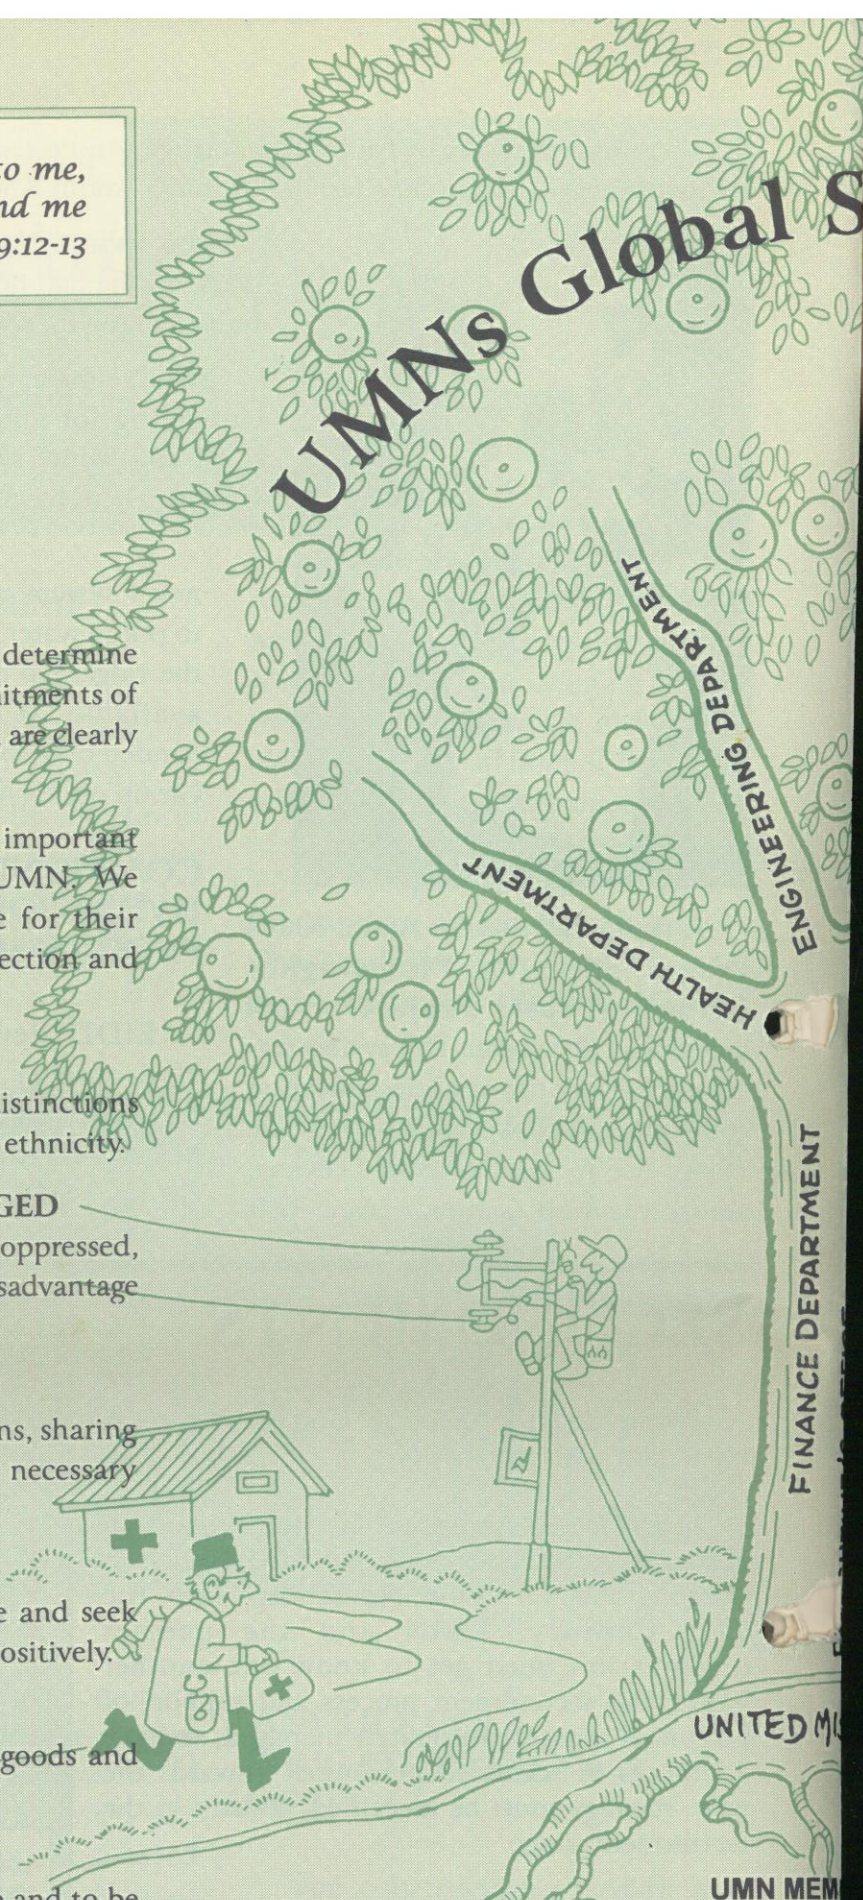 to me,
nd me
9:12-13
UMNs Global S
determine
itments of
are clearly
important
UMN. We
e for their
ection and
istinctions
ethnicity.
GED
oppressed,
sadvantage
ns, sharing
necessary
e and seek
ositively.
goods and
and to be
ENGINEERING DEPARTMENT
HEALTH DEPARTMENT
FINANCE DEPARTMENT
UNITED MIS
UMN MEM